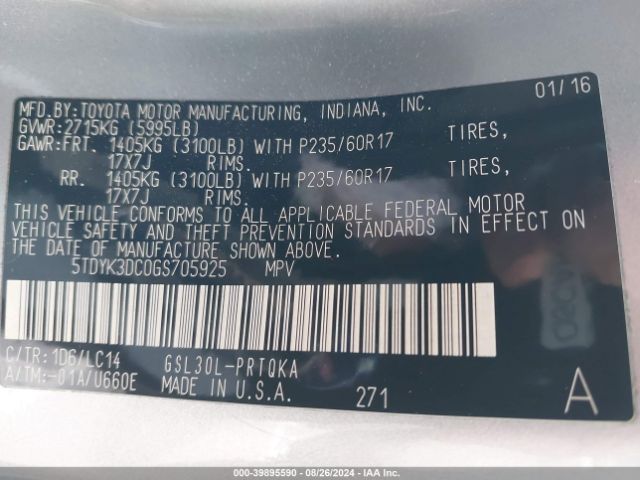 01/16
MFD.BY:TOYOTA MOTOR MANUFACTURING, INDIANA, INC.
GVWR:2715KG (5995LB)
GAWR:FRT. 1405KG (3100LB) WITH P235/60R17 TIRES,
17X7J RIMS.
RR. 1405KG (3100LB) WITH P235/60R17 TIRES,
17X7J RIMS.
THIS VEHICLE CONFORMS TO ALL APPLICABLE FEDERAL MOTOR
VEHICLE SAFETY AND THEFT PREVENTION STANDARDS IN EFFECT ON
THE DATE OF MANUFACTURE SHOWN ABOVE.
5TDYK3DC0GS705925 MPV
C/TR:1D6/LC14 GSL30L-PRTQKA
A/TM:-01A/U660E MADE IN U.S.A. 271 A
000-39895590 - 08/26/2024 - IAA Inc.